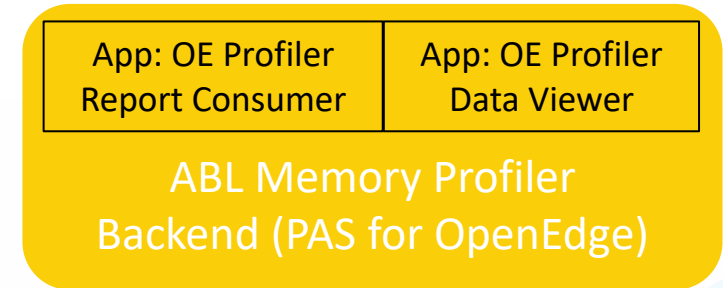 App: OE Profiler
Report Consumer
App: OE Profiler
Data Viewer
ABL Memory Profiler
Backend (PAS for OpenEdge)